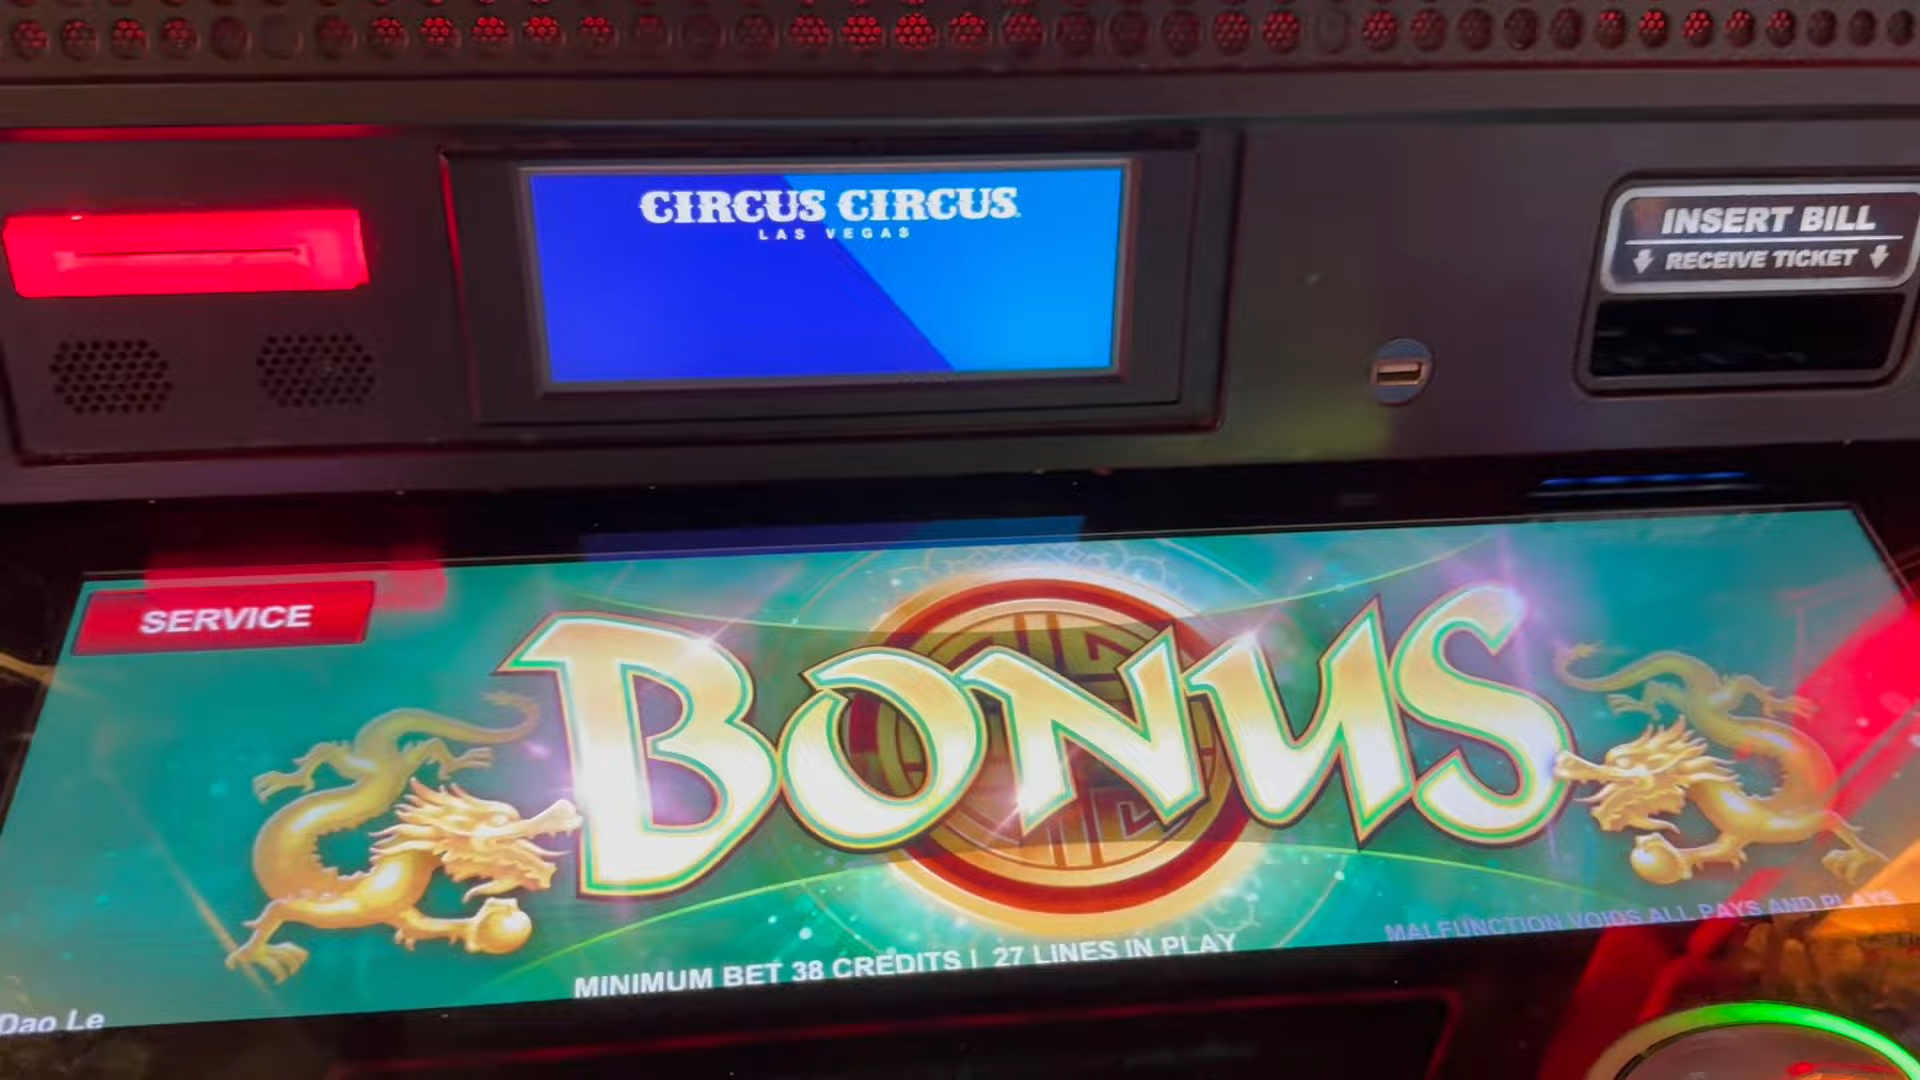 CIRCUS CIRCUS
LAS VEGAS
INSERT BILL
RECEIVE TICKET
SERVICE
BONUS
MALFUNCTION VOIDS ALL PAYS AND PLAYS
MINIMUM BET 38 CREDITS | 27 LINES IN PLAY
Dao Le